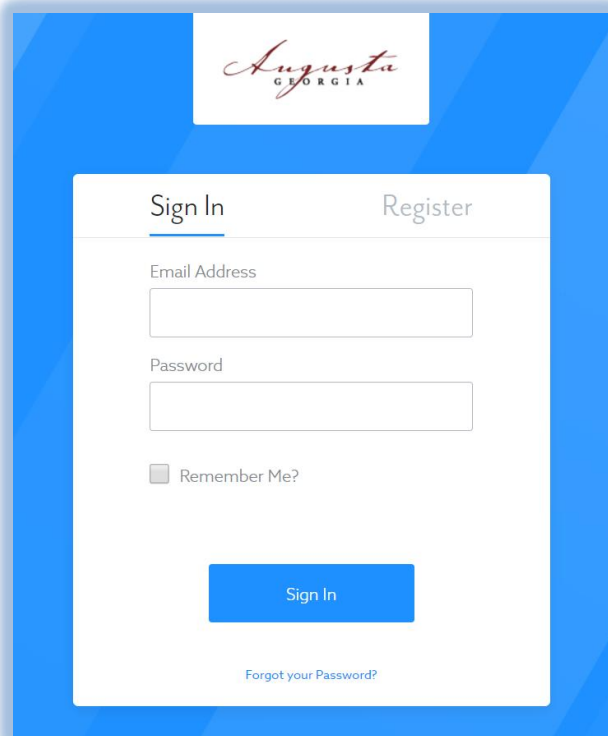 Augusta
GEORGIA
Sign In Register
Email Address
Password
Remember Me?
Sign In
Forgot your Password?